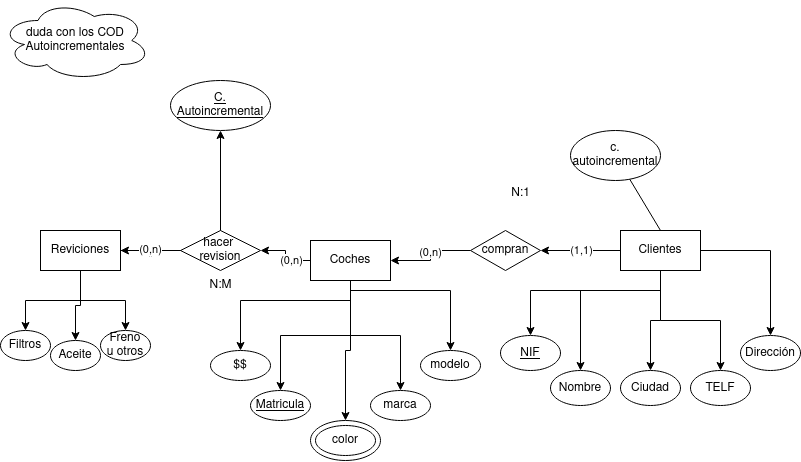 duda con los COD
Autoincrementales
C.
Autoincremental
c.
autoincremental
N:1
Reviciones
(0,n)
hacer
revision
(0,n)
Coches
(0,n)
compran
(1,1)
Clientes
N:M
Filtros
Aceite
Freno
u otros
$$
Matricula
color
marca
modelo
NIF
Nombre
Ciudad
TELF
Dirección